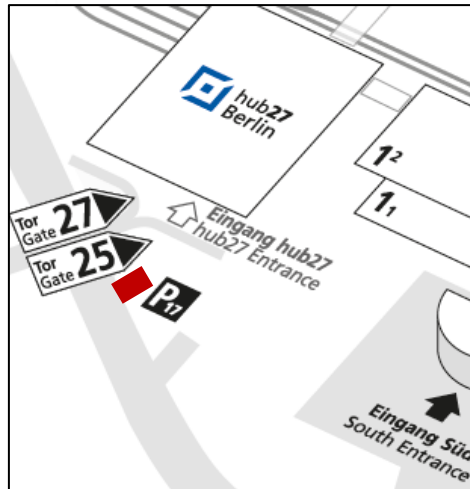 hub27
Berlin
1²
1₁
Tor
Gate 27
Tor
Gate 25
Eingang hub27
hub27 Entrance
P17
Eingang Süd
South Entrance